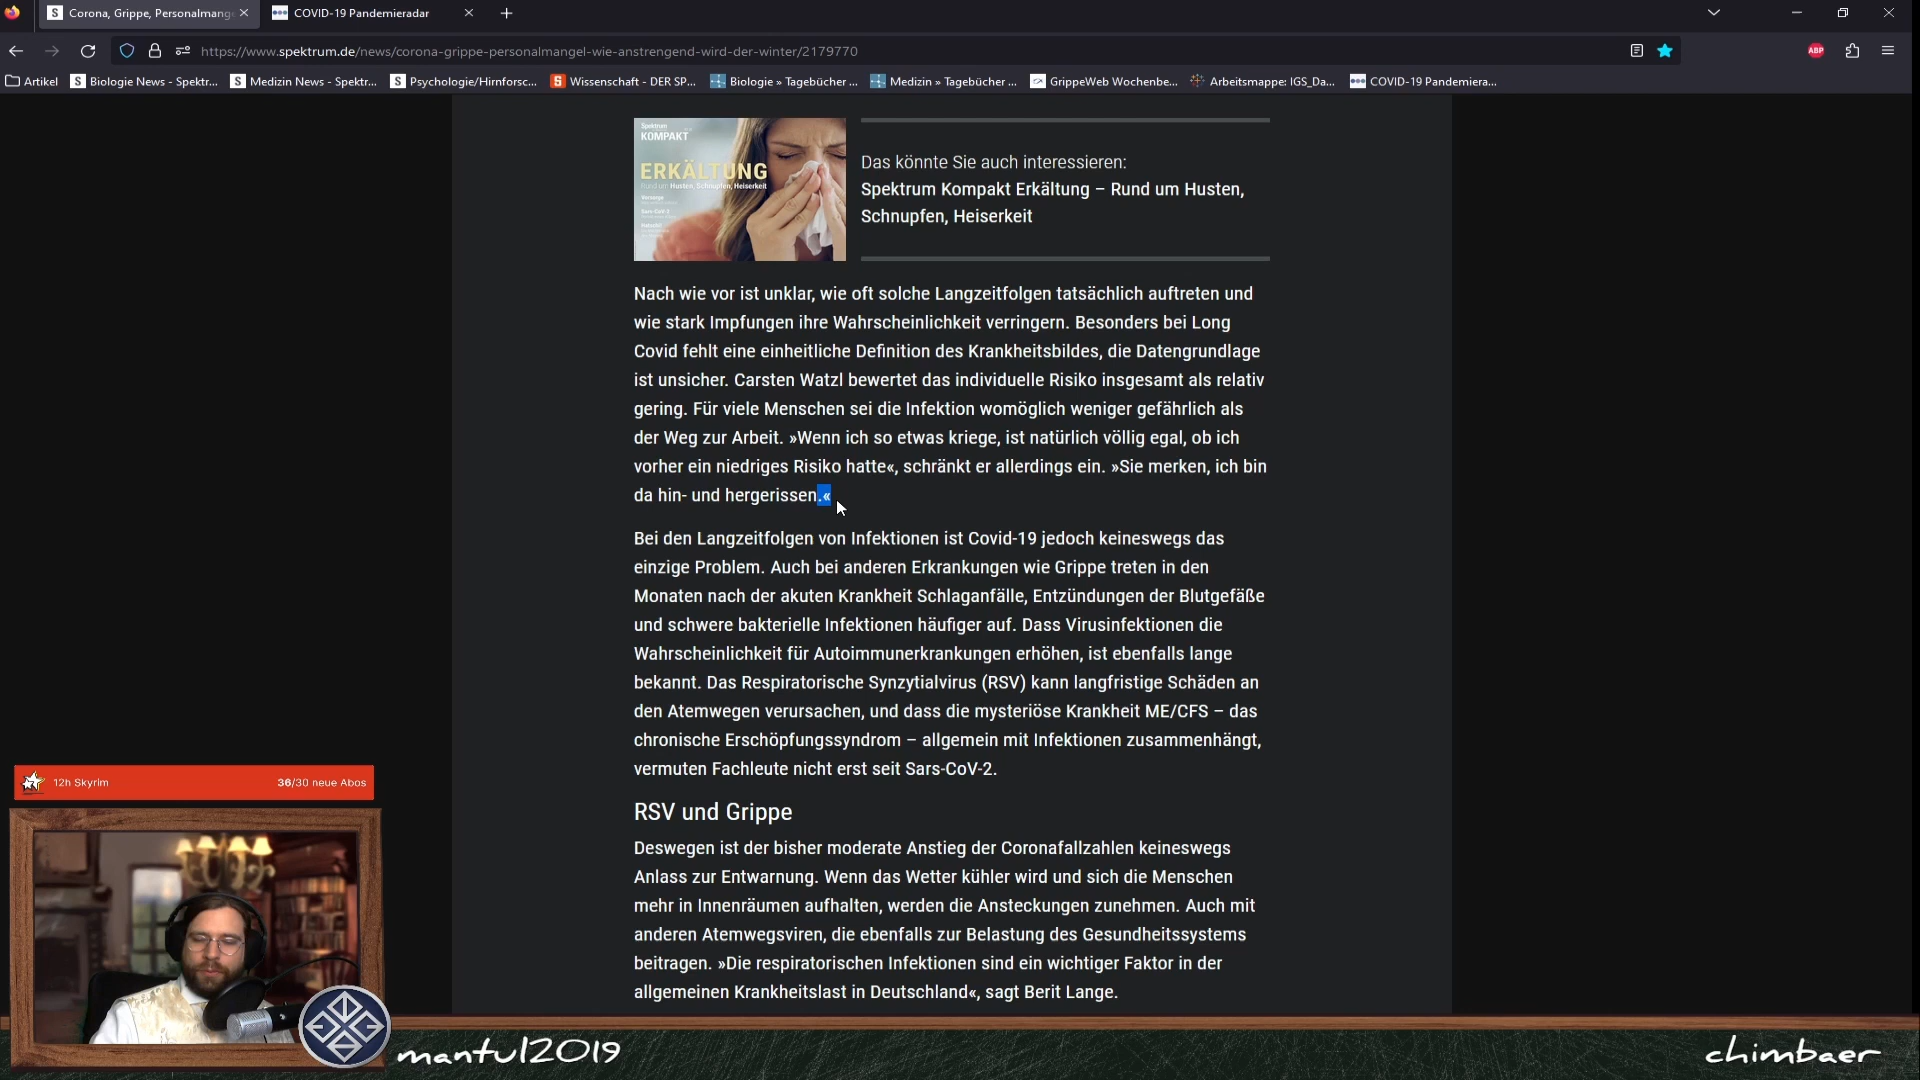 Corona, Grippe, Personalmange
COVID-19 Pandemieradar
https://www.spektrum.de/news/corona-grippe-personalmangel-wie-anstrengend-wird-der-winter/2179770
ABP
Artikel
Biologie News - Spektr...
Medizin News - Spektr...
Psychologie/Hirnforsc...
Wissenschaft - DER SP...
Biologie » Tagebücher ...
Medizin » Tagebücher ...
GrippeWeb Wochenbe...
Arbeitsmappe: IGS_Da...
COVID-19 Pandemiera...
Spektrum
KOMPAKT
ERKÄLTUNG
Rund um Husten, Schnupfen, Heiserkeit
Das könnte Sie auch interessieren:
Spektrum Kompakt Erkältung – Rund um Husten,
Schnupfen, Heiserkeit
Nach wie vor ist unklar, wie oft solche Langzeitfolgen tatsächlich auftreten und
wie stark Impfungen ihre Wahrscheinlichkeit verringern. Besonders bei Long
Covid fehlt eine einheitliche Definition des Krankheitsbildes, die Datengrundlage
ist unsicher. Carsten Watzl bewertet das individuelle Risiko insgesamt als relativ
gering. Für viele Menschen sei die Infektion womöglich weniger gefährlich als
der Weg zur Arbeit. »Wenn ich so etwas kriege, ist natürlich völlig egal, ob ich
vorher ein niedriges Risiko hatte«, schränkt er allerdings ein. »Sie merken, ich bin
da hin- und hergerissen.«
Bei den Langzeitfolgen von Infektionen ist Covid-19 jedoch keineswegs das
einzige Problem. Auch bei anderen Erkrankungen wie Grippe treten in den
Monaten nach der akuten Krankheit Schlaganfälle, Entzündungen der Blutgefäße
und schwere bakterielle Infektionen häufiger auf. Dass Virusinfektionen die
Wahrscheinlichkeit für Autoimmunerkrankungen erhöhen, ist ebenfalls lange
bekannt. Das Respiratorische Synzytialvirus (RSV) kann langfristige Schäden an
den Atemwegen verursachen, und dass die mysteriöse Krankheit ME/CFS – das
chronische Erschöpfungssyndrom – allgemein mit Infektionen zusammenhängt,
vermuten Fachleute nicht erst seit Sars-CoV-2.
RSV und Grippe
Deswegen ist der bisher moderate Anstieg der Coronafallzahlen keineswegs
Anlass zur Entwarnung. Wenn das Wetter kühler wird und sich die Menschen
mehr in Innenräumen aufhalten, werden die Ansteckungen zunehmen. Auch mit
anderen Atemwegsviren, die ebenfalls zur Belastung des Gesundheitssystems
beitragen. »Die respiratorischen Infektionen sind ein wichtiger Faktor in der
allgemeinen Krankheitslast in Deutschland«, sagt Berit Lange.
12h Skyrim
36/30 neue Abos
mantul2019
chimbaer